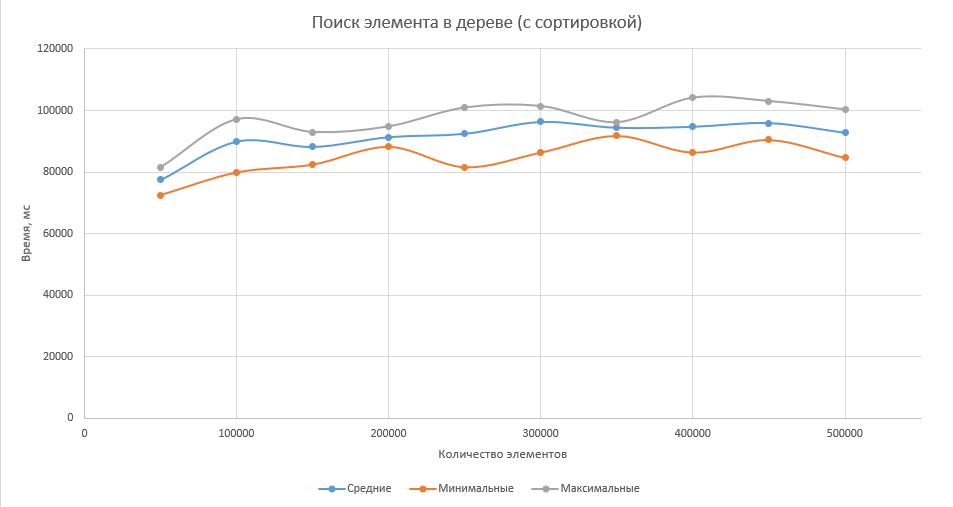 Поиск элемента в дереве (с сортировкой)
120000
100000
80000
60000
40000
20000
0
Время, мс
0 100000 200000 300000 400000 500000
Количество элементов
Средние Минимальные Максимальные